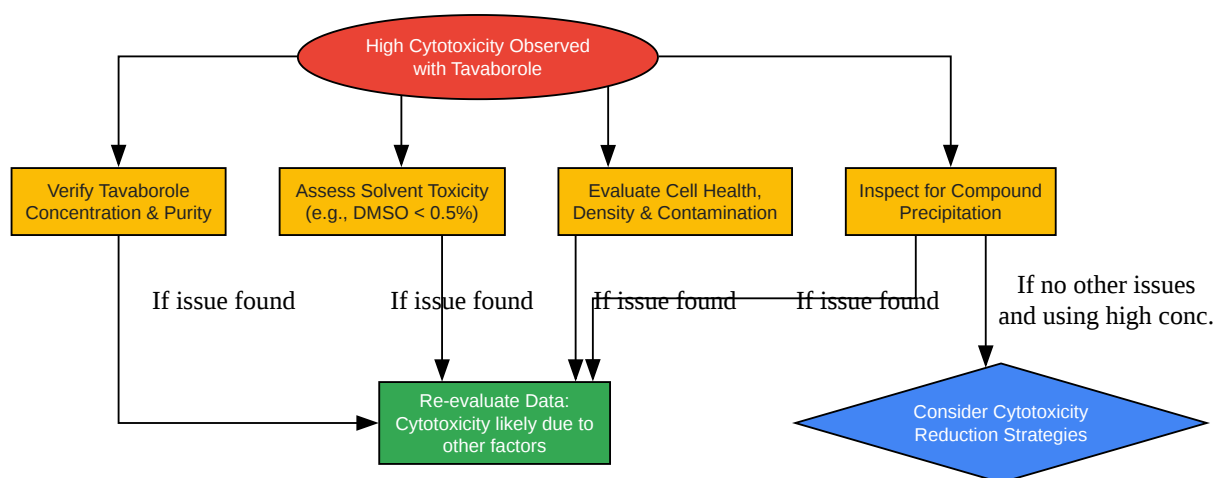 High Cytotoxicity Observed
with Tavaborole
Verify Tavaborole
Concentration & Purity
Assess Solvent Toxicity
(e.g., DMSO < 0.5%)
Evaluate Cell Health,
Density & Contamination
Inspect for Compound
Precipitation
If issue found
If issue found
If issue found
If issue found
If no other issues
and using high conc.
Re-evaluate Data:
Cytotoxicity likely due to
other factors
Consider Cytotoxicity
Reduction Strategies